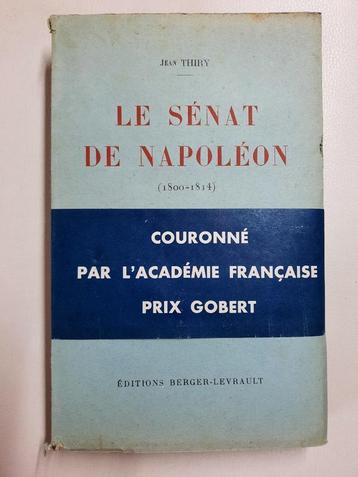 JEAN THIRY
LE SÉNAT
DE NAPOLÉON
(1800-1814)
COURONNÉ
PAR L'ACADÉMIE FRANÇAISE
PRIX GOBERT
ÉDITIONS BERGER-LEVRAULT